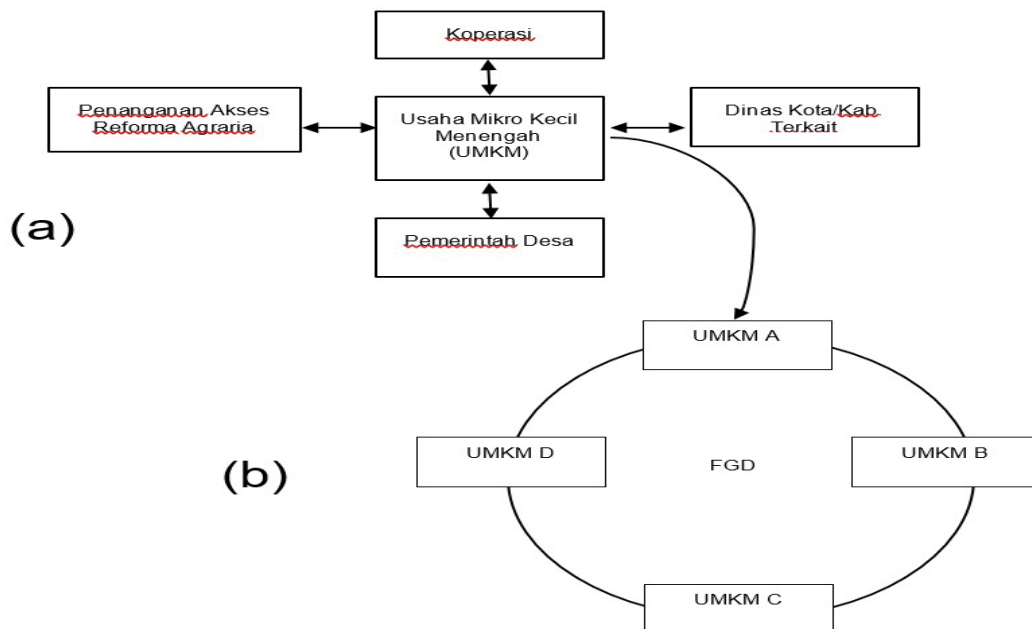 Koperasi
Penanganan Akses
Reforma Agraria
Usaha Mikro Kecil
Menengah
(UMKM)
Dinas Kota/Kab
Terkait
(a)
Pemerintah Desa
UMKM A
UMKM D
FGD
UMKM B
(b)
UMKM C